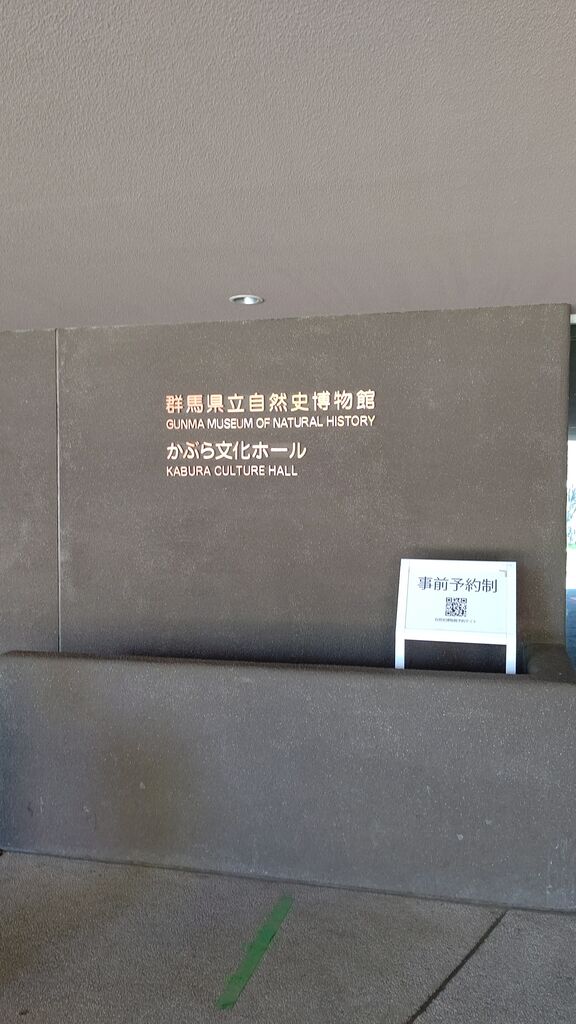 群馬県立自然史博物館
GUNMA MUSEUM OF NATURAL HISTORY
かぶら文化ホール
KABURA CULTURE HALL
事前予約制